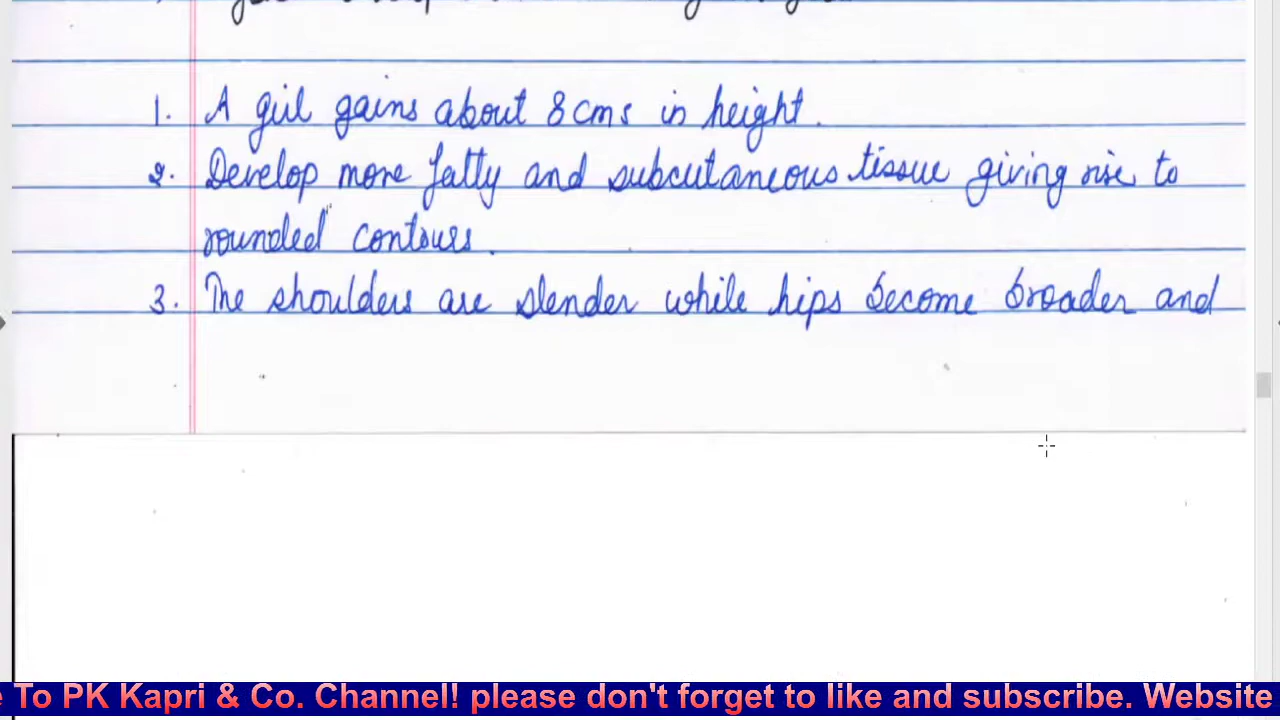 1. A girl gains about 8cms in height.
2. Develop more fatty and subcutaneous tissue giving rise to
rounded contours.
3. The shoulders are slender while hips become broader and
To PK Kapri & Co. Channel! please don't forget to like and subscribe. Website